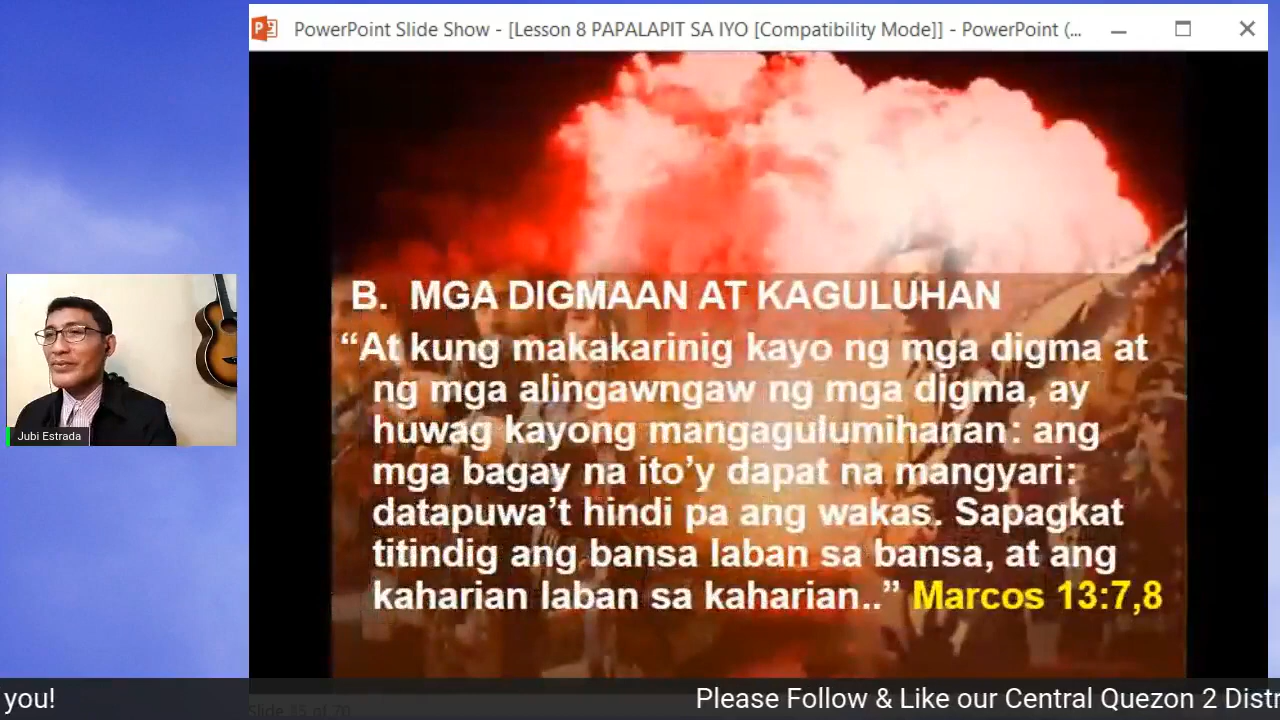 PowerPoint Slide Show - [Lesson 8 PAPALAPIT SA IYO [Compatibility Mode]] - PowerPoint (...
B. MGA DIGMAAN AT KAGULUHAN
“At kung makakarinig kayo ng mga digma at
ng mga alingawngaw ng mga digma, ay
huwag kayong mangagulumihanan: ang
mga bagay na ito’y dapat na mangyari:
datapuwa’t hindi pa ang wakas. Sapagkat
titindig ang bansa laban sa bansa, at ang
kaharian laban sa kaharian..” Marcos 13:7,8
Jubi Estrada
you! Please Follow & Like our Central Quezon 2 Distr